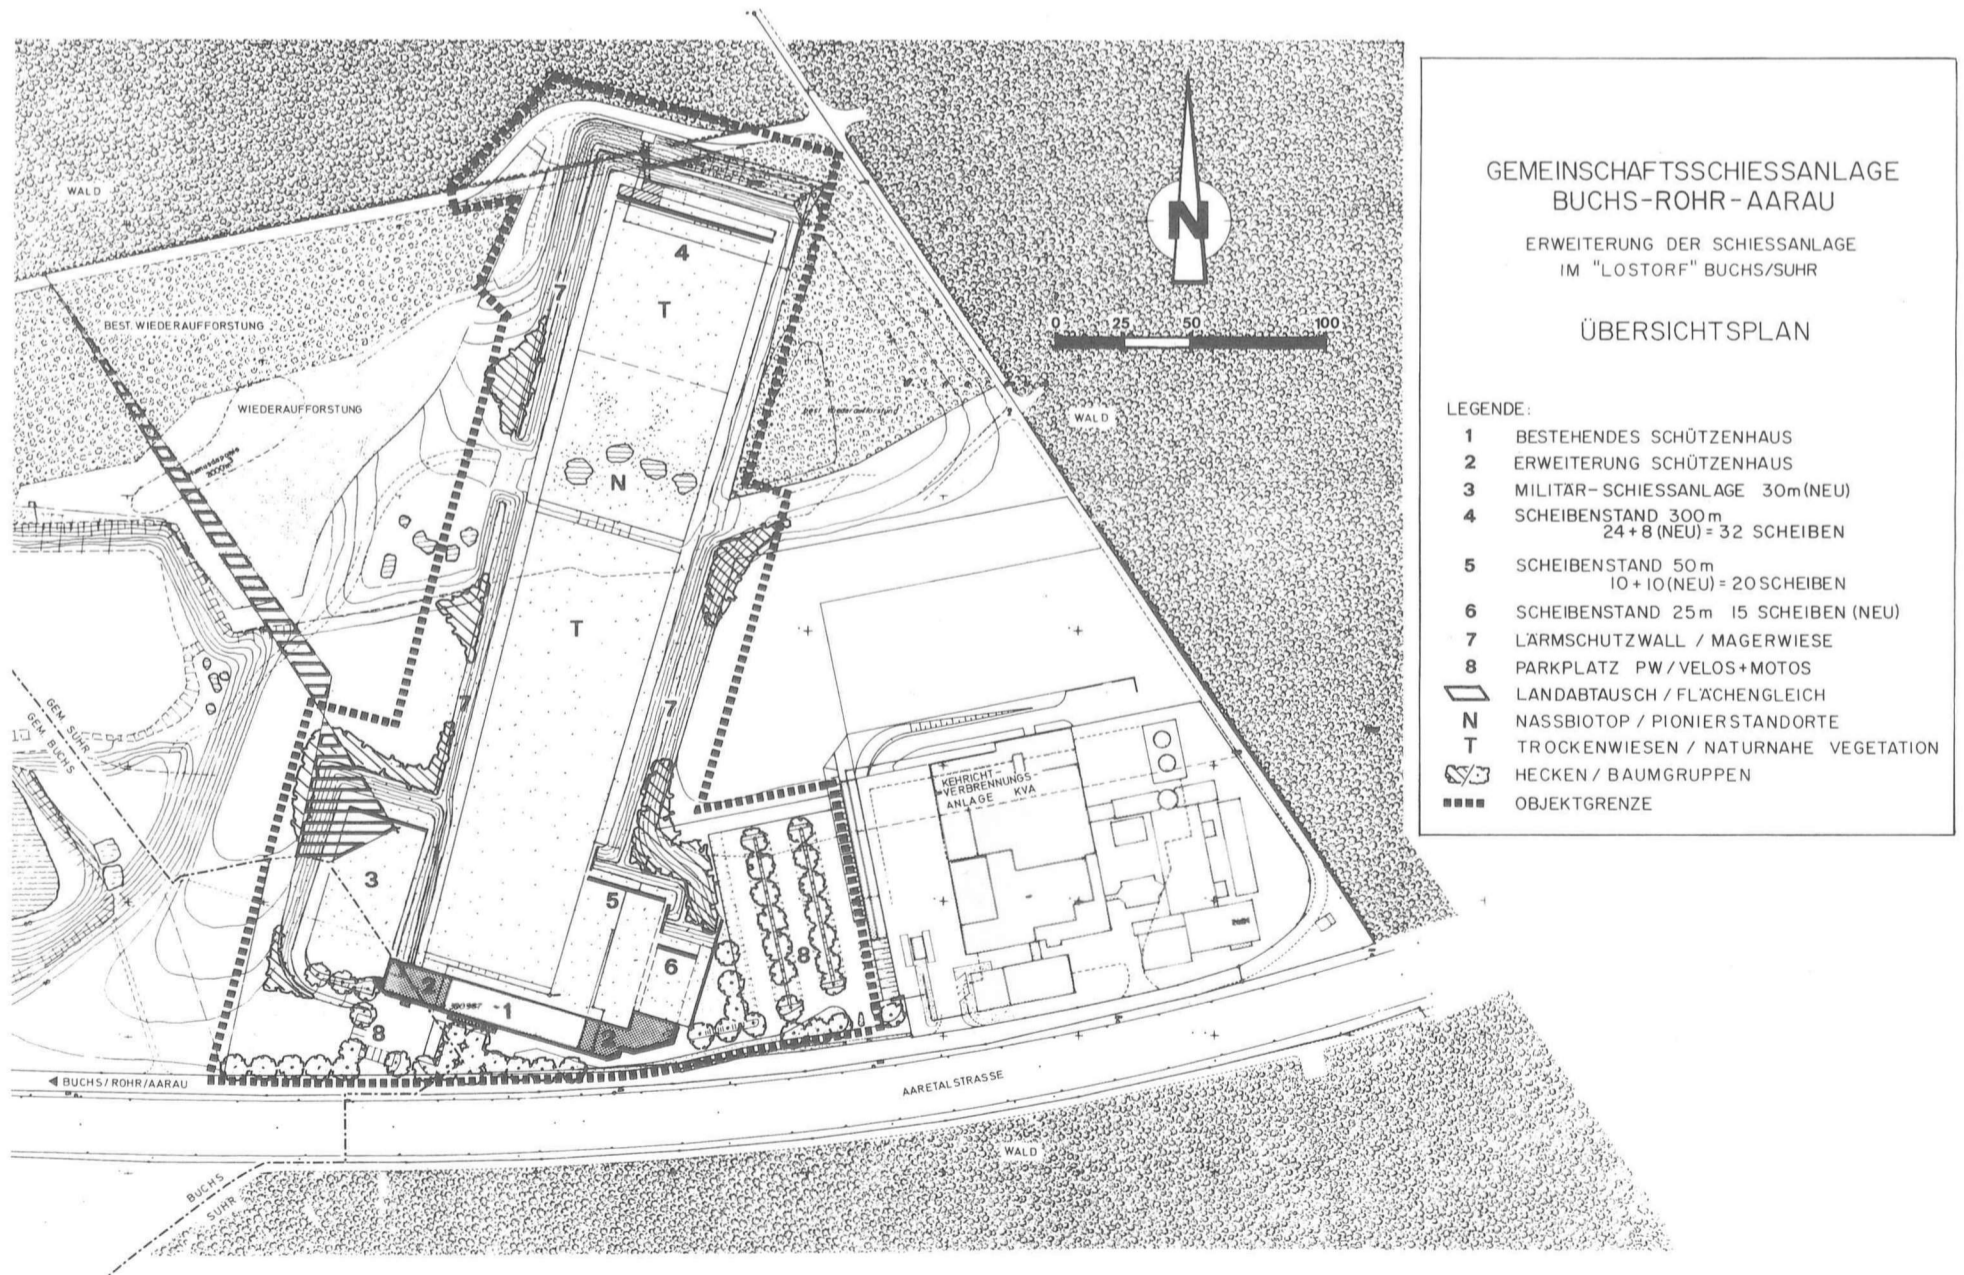 GEMEINSCHAFTSSCHIESSANLAGE
BUCHS-ROHR-AARAU
ERWEITERUNG DER SCHIESSANLAGE
IM "LOSTORF" BUCHS/SUHR
ÜBERSICHTSPLAN
LEGENDE:
1 BESTEHENDES SCHÜTZENHAUS
2 ERWEITERUNG SCHÜTZENHAUS
3 MILITÄR-SCHIESSANLAGE 30m (NEU)
4 SCHEIBENSTAND 300m
24+8 (NEU) = 32 SCHEIBEN
5 SCHEIBENSTAND 50m
10+10 (NEU) = 20 SCHEIBEN
6 SCHEIBENSTAND 25m 15 SCHEIBEN (NEU)
7 LÄRMSCHUTZWALL / MAGERWIESE
8 PARKPLATZ PW/VELOS+MOTOS
LANDABTAUSCH / FLÄCHENGLEICH
N NASSBIOTOP / PIONIERSTANDORTE
T TROCKENWIESEN / NATURNAHE VEGETATION
HECKEN / BAUMGRUPPEN
OBJEKTGRENZE
N
0 25 50 100
WALD
4
T
7
BEST. WIEDERAUFFORSTUNG
WIEDERAUFFORSTUNG
best. Wiederaufforstung
WALD
N
T
7
7
GEM. SUHR
GEM. BUCHS
KEHRICHT-
VERBRENNUNGS-
ANLAGE KVA
3
5
6
8
2
1
2
8
BUCHS/ROHR/AARAU
AARETALSTRASSE
WALD
BUCHS
SUHR